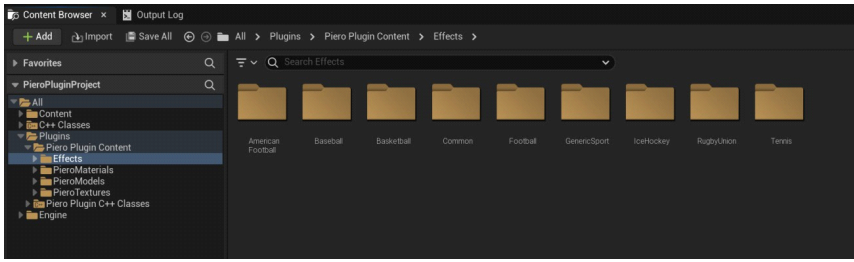 Content Browser × Output Log
+ Add Import Save All All > Plugins > Piero Plugin Content > Effects >
Favorites
Search Effects
PieroPluginProject
All
Content
C++ Classes
Plugins
Piero Plugin Content
Effects
PieroMaterials
PieroModels
PieroTextures
Piero Plugin C++ Classes
Engine
American
Football
Baseball
Basketball
Common
Football
GenericSport
IceHockey
RugbyUnion
Tennis